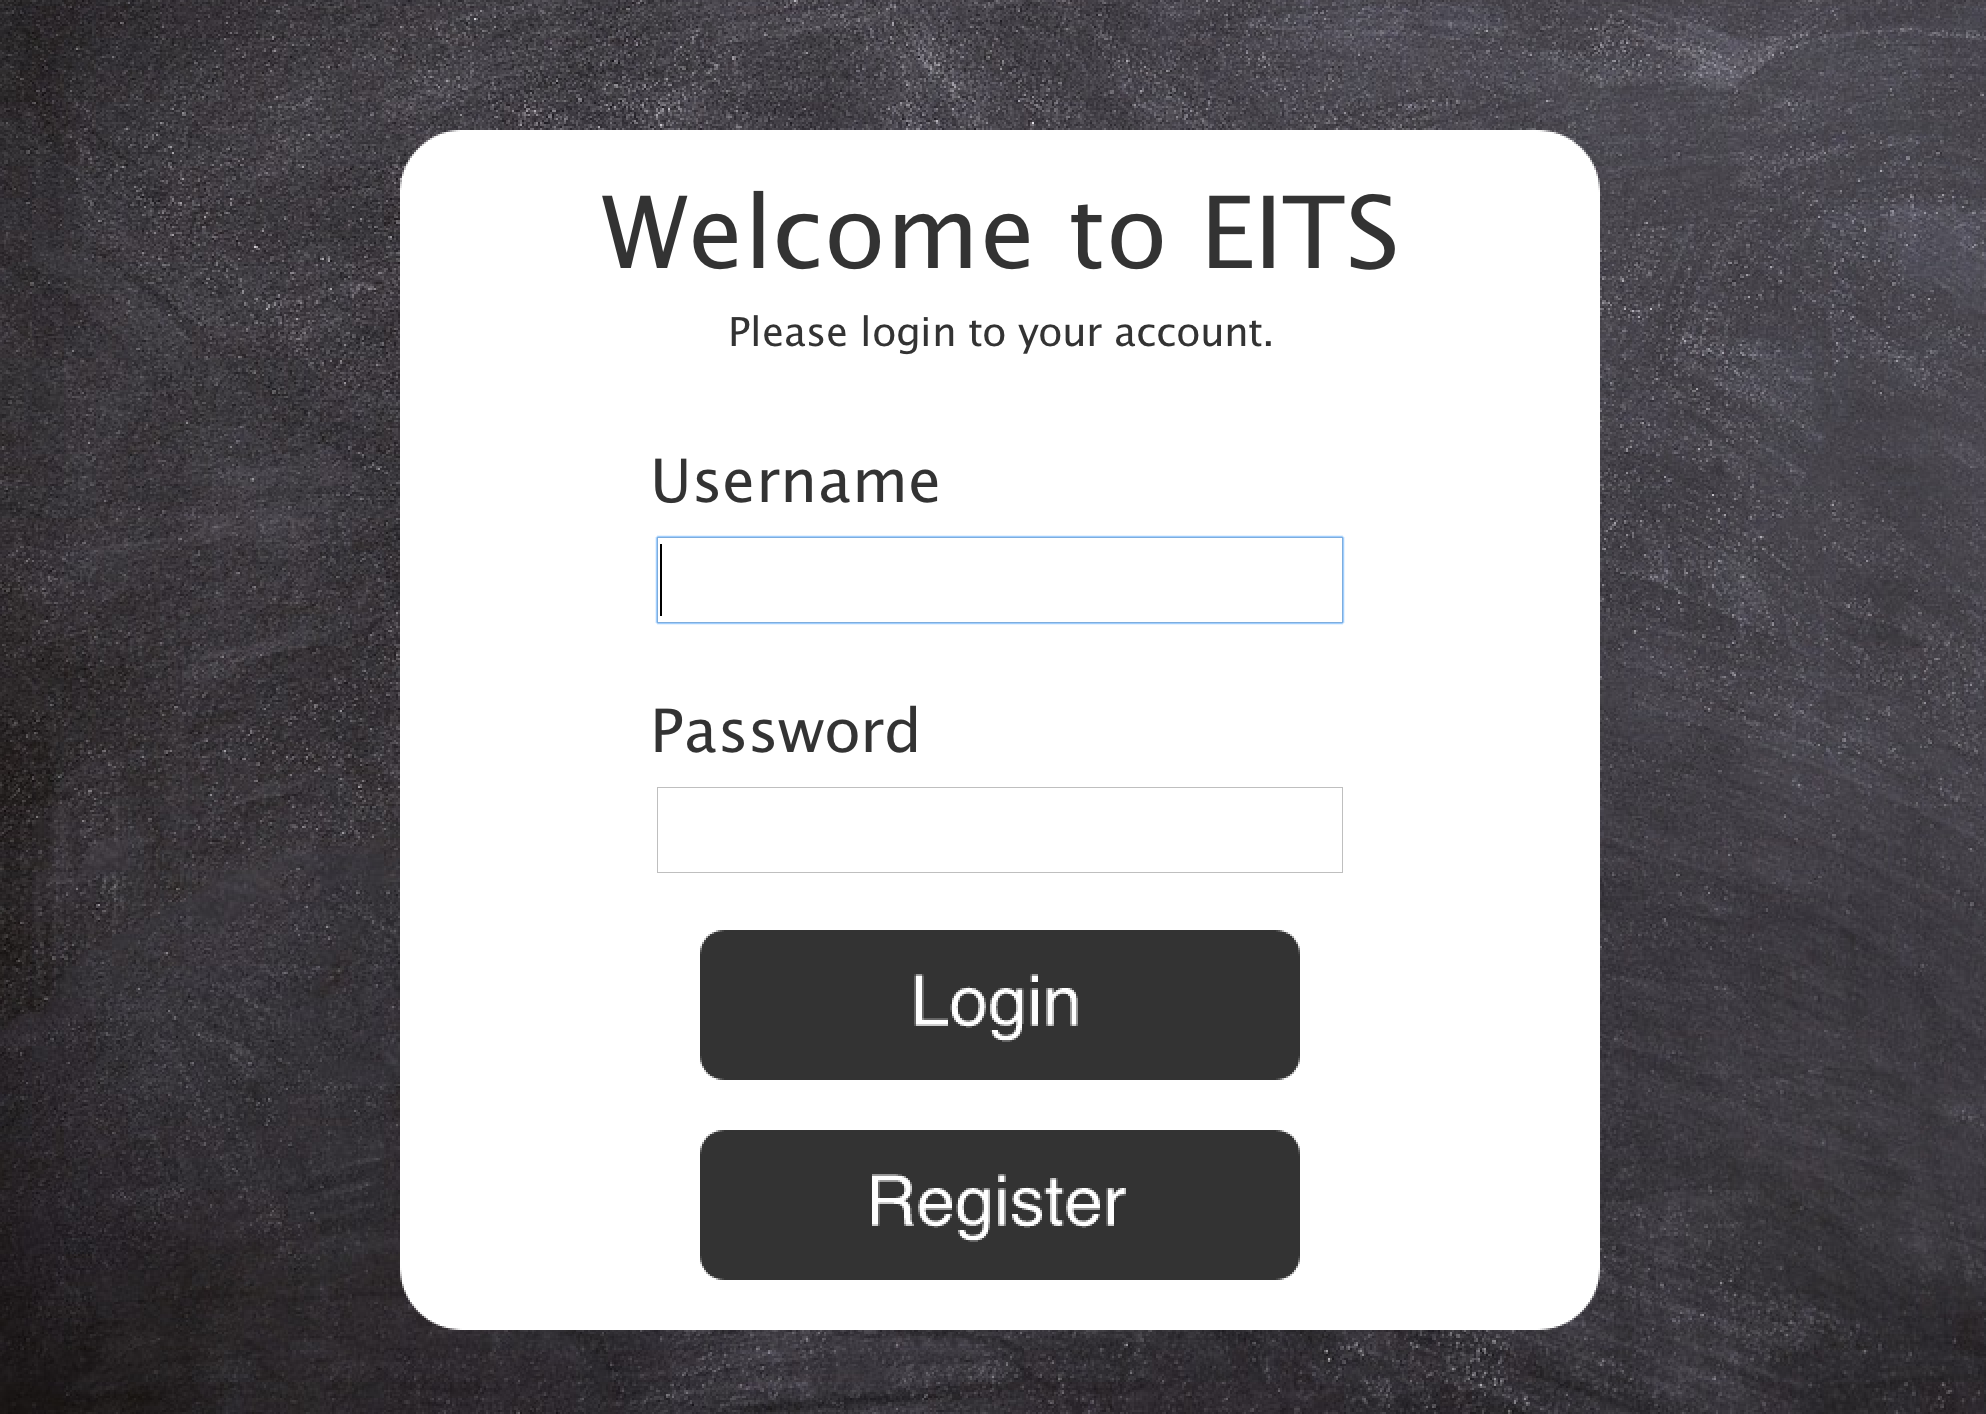 Welcome to EITS
Please login to your account.
Username
Password
Login
Register